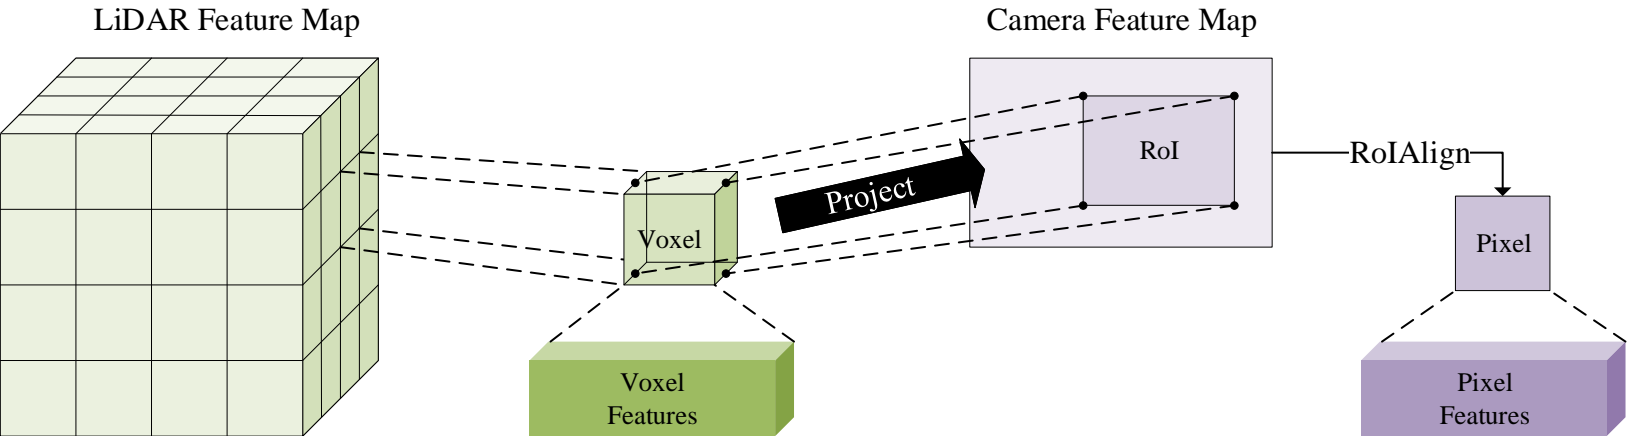 LiDAR Feature Map
Camera Feature Map
Voxel
Project
RoI
RoIAlign
Pixel
Voxel
Features
Pixel
Features